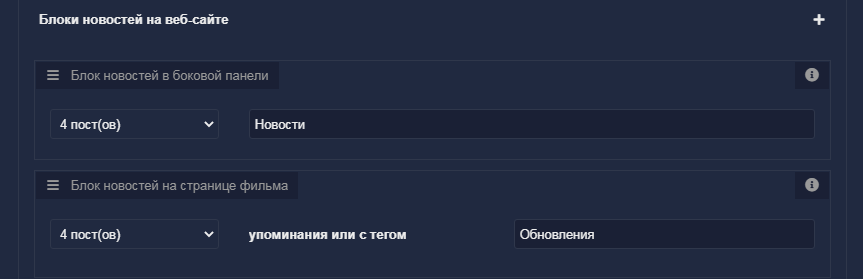 Блоки новостей на веб-сайте
Блок новостей в боковой панели
4 пост(ов) Новости
Блок новостей на странице фильма
4 пост(ов) упоминания или с тегом Обновления